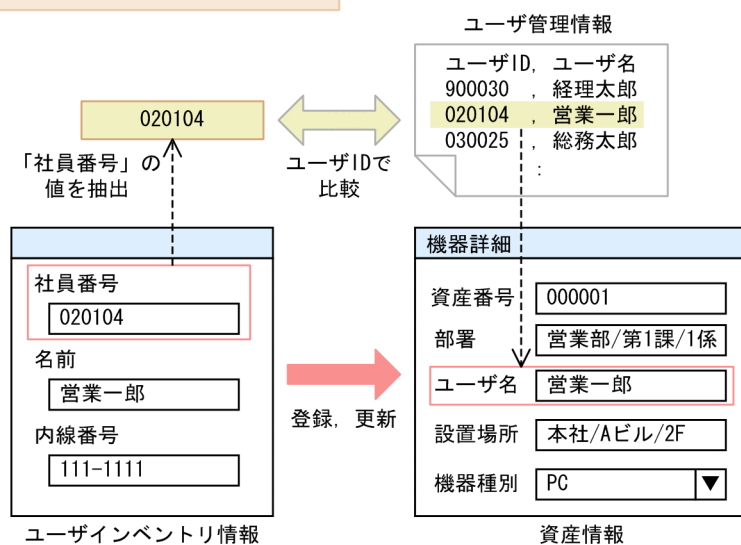 ユーザ管理情報
ユーザID, ユーザ名
900030 , 経理太郎
020104 , 営業一郎
030025 , 総務太郎
:
020104
「社員番号」の
値を抽出
ユーザIDで
比較
社員番号
020104
名前
営業一郎
内線番号
111-1111
ユーザインベントリ情報
登録, 更新
機器詳細
資産番号 000001
部署 営業部/第1課/1係
ユーザ名 営業一郎
設置場所 本社/Aビル/2F
機器種別 PC ▼
資産情報